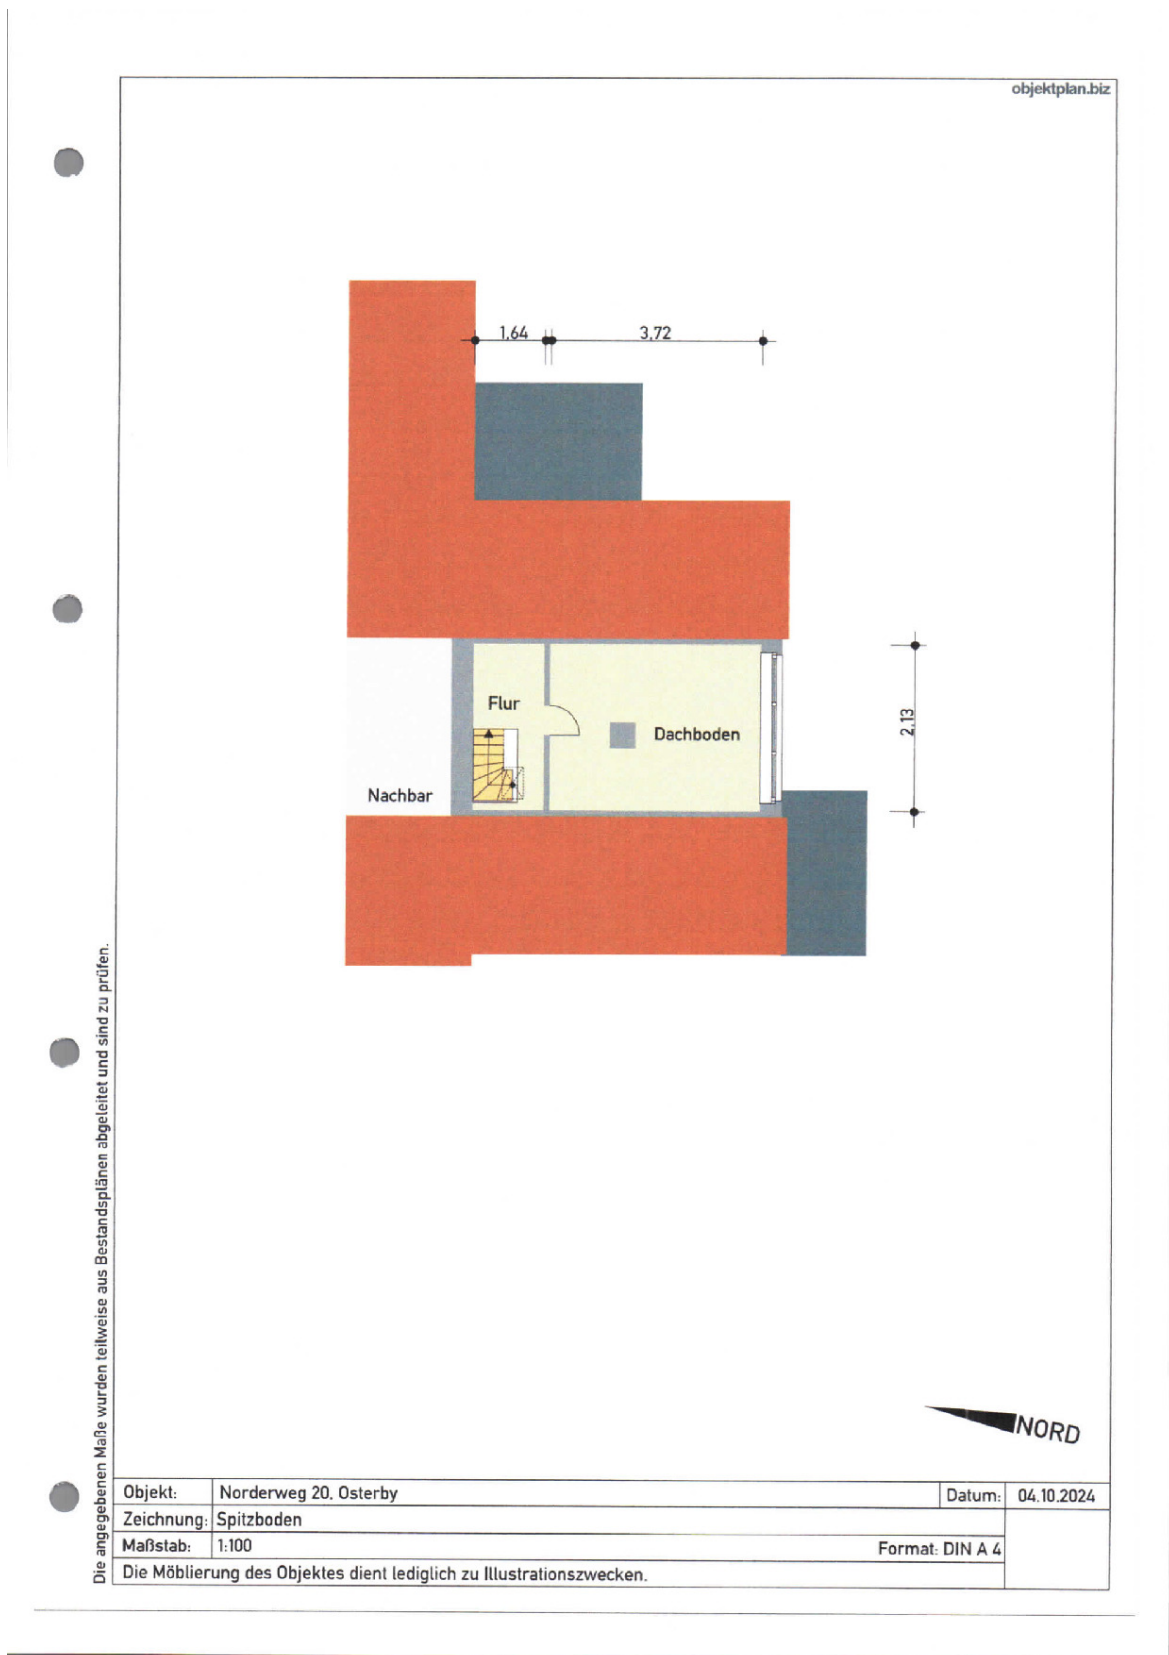 objektplan.biz
1,64
3,72
Flur
Dachboden
2,13
Nachbar
Die angegebenen Maße wurden teilweise aus Bestandsplänen abgeleitet und sind zu prüfen.
NORD
Objekt: Norderweg 20, Osterby Datum: 04.10.2024
Zeichnung: Spitzboden
Maßstab: 1:100 Format: DIN A 4
Die Möblierung des Objektes dient lediglich zu Illustrationszwecken.